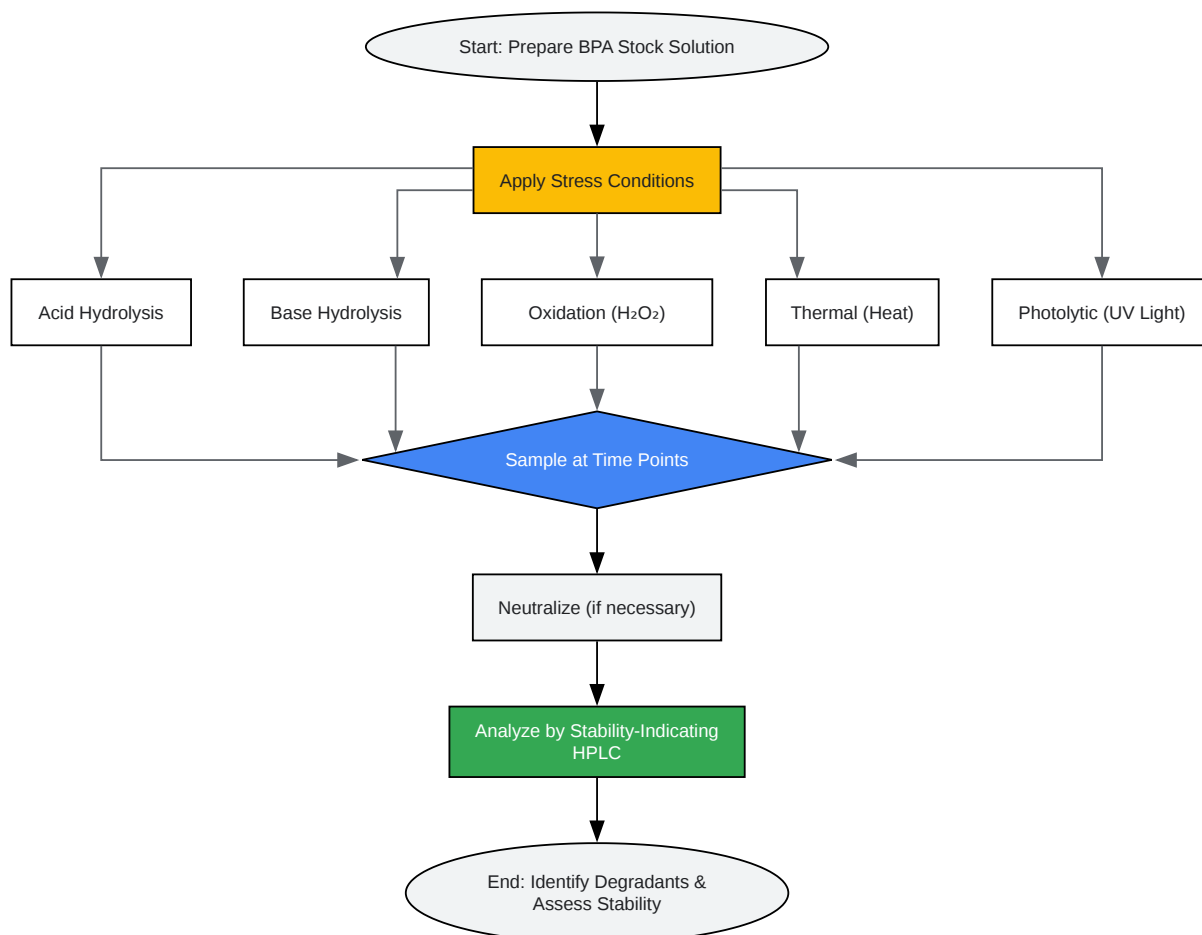 Start: Prepare BPA Stock Solution
Apply Stress Conditions
Acid Hydrolysis
Base Hydrolysis
Oxidation (H₂O₂)
Thermal (Heat)
Photolytic (UV Light)
Sample at Time Points
Neutralize (if necessary)
Analyze by Stability-Indicating
HPLC
End: Identify Degradants &
Assess Stability